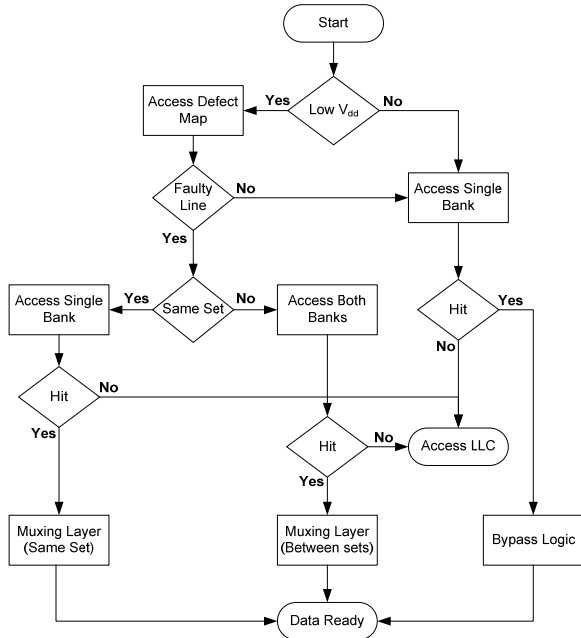 Start
Low Vdd
Yes
No
Access Defect
Map
Faulty
Line
No
Yes
Access Single
Bank
Same Set
Yes
No
Access Single
Bank
Access Both
Banks
Hit
Yes
No
Hit
No
Yes
Hit
No
Yes
Access LLC
Muxing Layer
(Same Set)
Muxing Layer
(Between sets)
Bypass Logic
Data Ready